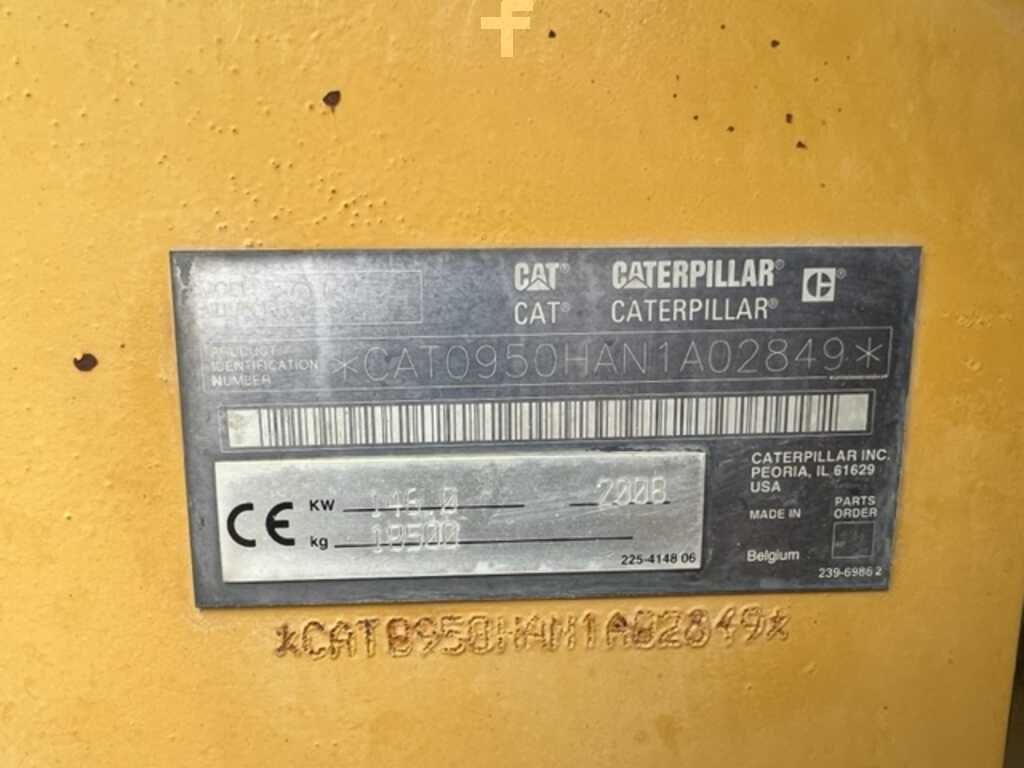 f
CAT® CATERPILLAR®
CAT® CATERPILLAR®
PRODUCT
IDENTIFICATION
NUMBER
*CAT0950HAN1A02849*
CATERPILLAR INC.
PEORIA, IL 61629
USA
MADE IN
Belgium
PARTS
ORDER
239-6986 2
CE
KW 146.0 2008
kg 18500
225-4148 06
*CAT0950HAN1A02849*